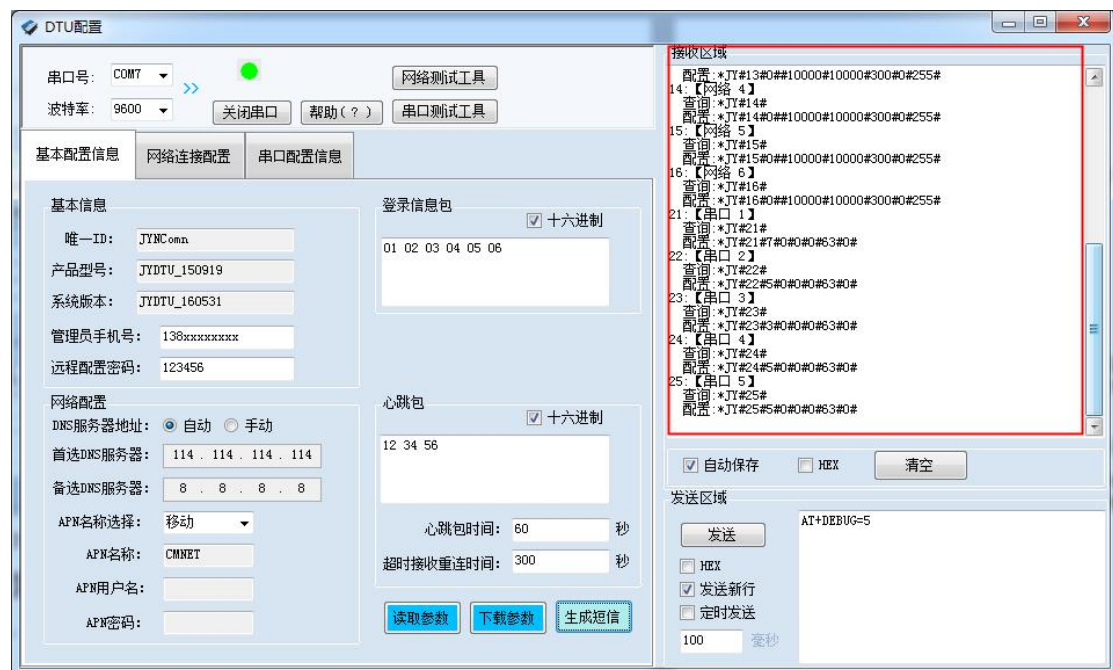 DTU配置
串口号： COM7 >>
网络测试工具
波特率： 9600
关闭串口 帮助(?) 串口测试工具
基本配置信息 网络连接配置 串口配置信息
基本信息
唯一ID： JYNComn
产品型号： JYDTU_150919
系统版本： JYDTU_160531
管理员手机号： 138xxxxxxxx
远程配置密码： 123456
网络配置
DNS服务器地址： 自动 手动
首选DNS服务器： 114 . 114 . 114 . 114
备选DNS服务器： 8 . 8 . 8 . 8
APN名称选择： 移动
APN名称： CMNET
APN用户名：
APN密码：
登录信息包
十六进制
01 02 03 04 05 06
心跳包
十六进制
12 34 56
心跳包时间： 60 秒
超时接收重连时间： 300 秒
读取参数 下载参数 生成短信
接收区域
配置:*JY#13#0##10000#10000#300#0#255#
14:【网络 4】
查询:*JY#14#
配置:*JY#14#0##10000#10000#300#0#255#
15:【网络 5】
查询:*JY#15#
配置:*JY#15#0##10000#10000#300#0#255#
16:【网络 6】
查询:*JY#16#
配置:*JY#16#0##10000#10000#300#0#255#
21:【串口 1】
查询:*JY#21#
配置:*JY#21#7#0#0#0#63#0#
22:【串口 2】
查询:*JY#22#
配置:*JY#22#5#0#0#0#63#0#
23:【串口 3】
查询:*JY#23#
配置:*JY#23#3#0#0#0#63#0#
24:【串口 4】
查询:*JY#24#
配置:*JY#24#5#0#0#0#63#0#
25:【串口 5】
查询:*JY#25#
配置:*JY#25#5#0#0#0#63#0#
自动保存 HEX 清空
发送区域
发送
HEX
发送新行
定时发送
100 毫秒
AT+DEBUG=5